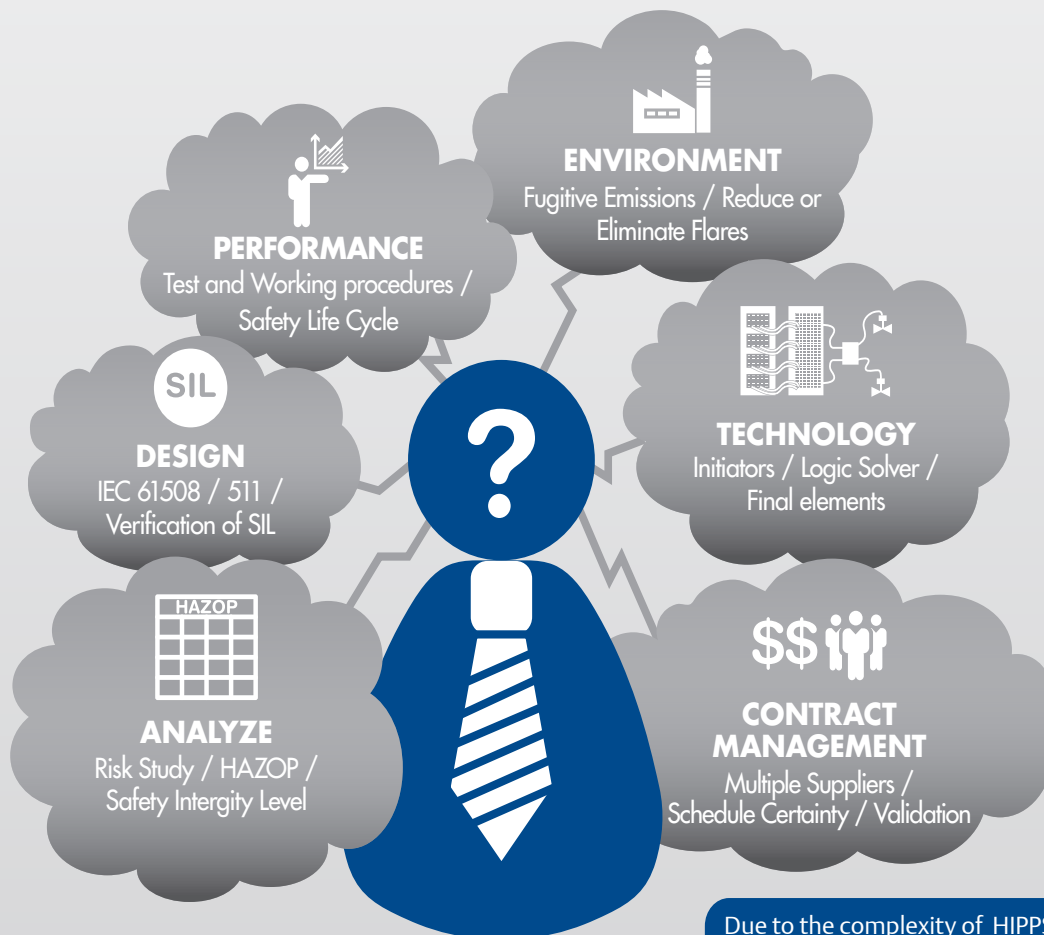 ENVIRONMENT
Fugitive Emissions / Reduce or
Eliminate Flares
PERFORMANCE
Test and Working procedures /
Safety Life Cycle
SIL
DESIGN
IEC 61508 / 511 /
Verification of SIL
?
TECHNOLOGY
Initiators / Logic Solver /
Final elements
HAZOP
ANALYZE
Risk Study / HAZOP /
Safety Intergity Level
$$
CONTRACT
MANAGEMENT
Multiple Suppliers /
Schedule Certainty / Validation
Due to the complexity of HIPPS